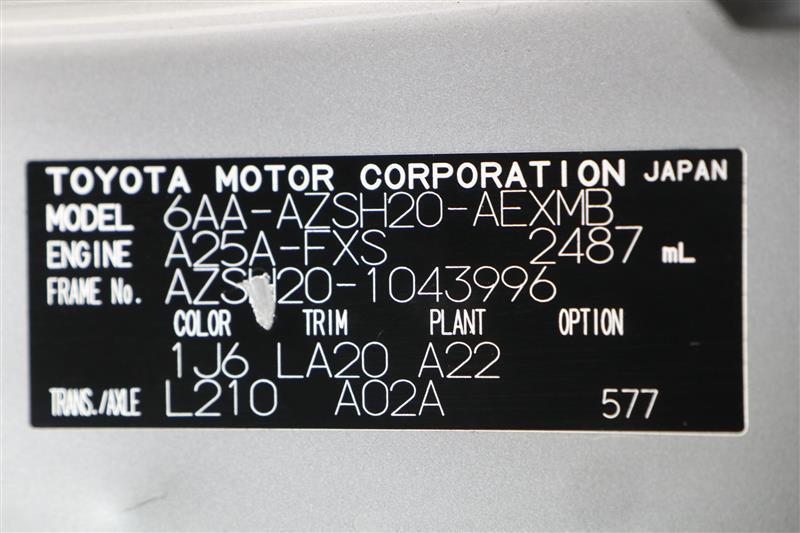 TOYOTA MOTOR CORPORATION JAPAN
MODEL 6AA-AZSH20-AEXMB
ENGINE A25A-FXS 2487 mL
FRAME No. AZSH20-1043996
COLOR TRIM PLANT OPTION
1J6 LA20 A22
TRANS./AXLE L210 A02A 577